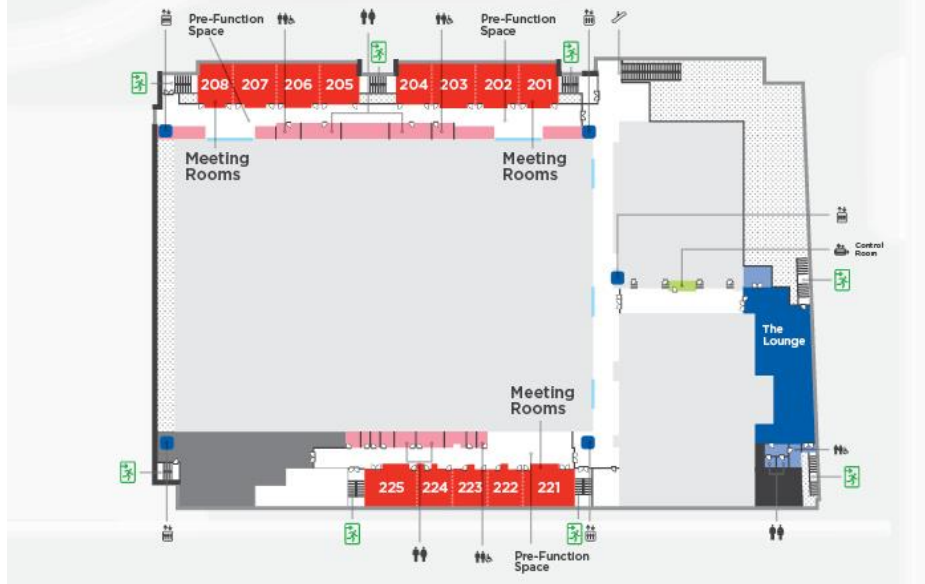 Pre-Function
Space
Pre-Function
Space
208
207
206
205
204
203
202
201
Meeting
Rooms
Meeting
Rooms
Control
Room
The
Lounge
Meeting
Rooms
225
224
223
222
221
Pre-Function
Space